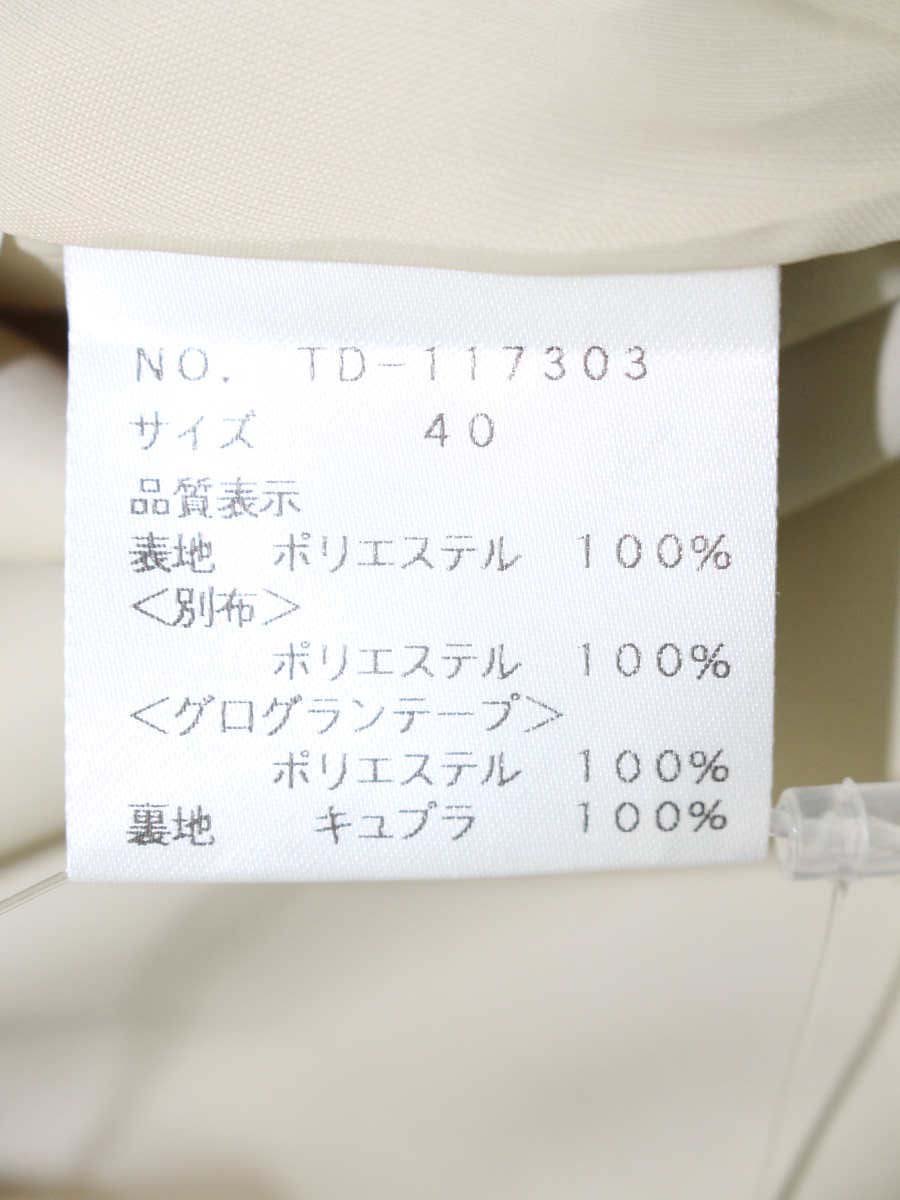 NO. TD-117303
サイズ 40
品質表示
表地 ポリエステル 100%
<別布>
ポリエステル 100%
<グログランテープ>
ポリエステル 100%
裏地 キュプラ 100%